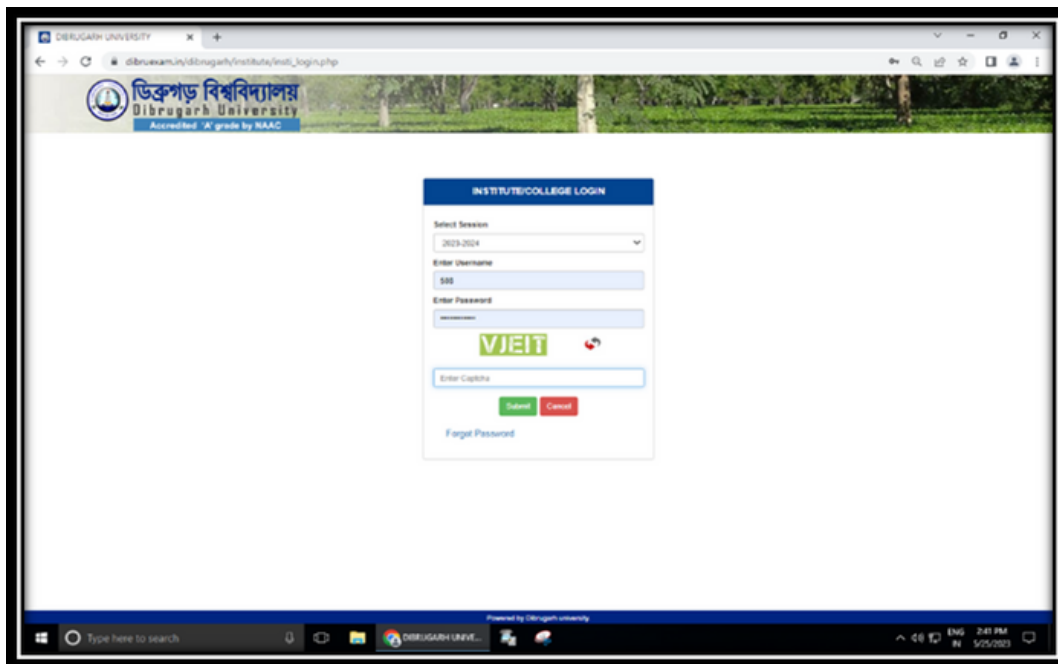 DIBRUGARH UNIVERSITY
dibruexam.in/dibrugarh/institute/insti_login.php
ডিব্ৰুগড় বিশ্ববিদ্যালয়
Dibrugarh University
Accredited 'A' grade by NAAC
INSTITUTE/COLLEGE LOGIN
Select Session
2023-2024
Enter Username
Enter Password
VJEIT
Enter Captcha
Submit Cancel
Forgot Password
Powered by Dibrugarh university
Type here to search
DIBRUGARH UNIVE...
ENG 2:41 PM
IN 5/25/2023